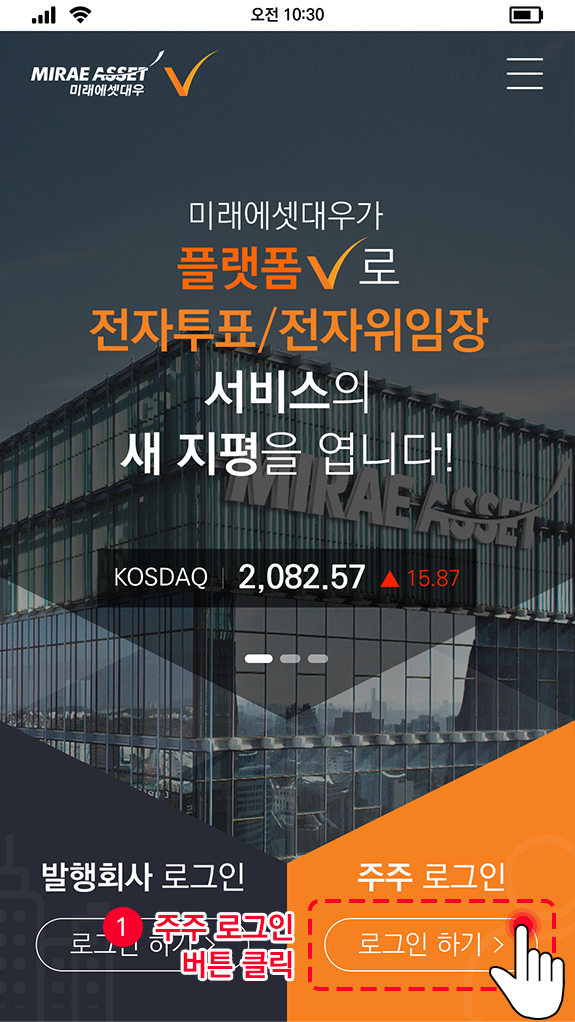 오전 10:30
MIRAE ASSET
미래에셋대우
미래에셋대우가
플랫폼 V로
전자투표/전자위임장
서비스의
새 지평을 엽니다!
MIRAE ASSET
KOSDAQ | 2,082.57 ▲ 15.87
발행회사 로그인
주주 로그인
로그인 하기 >
1 주주 로그인
버튼 클릭
로그인 하기 >